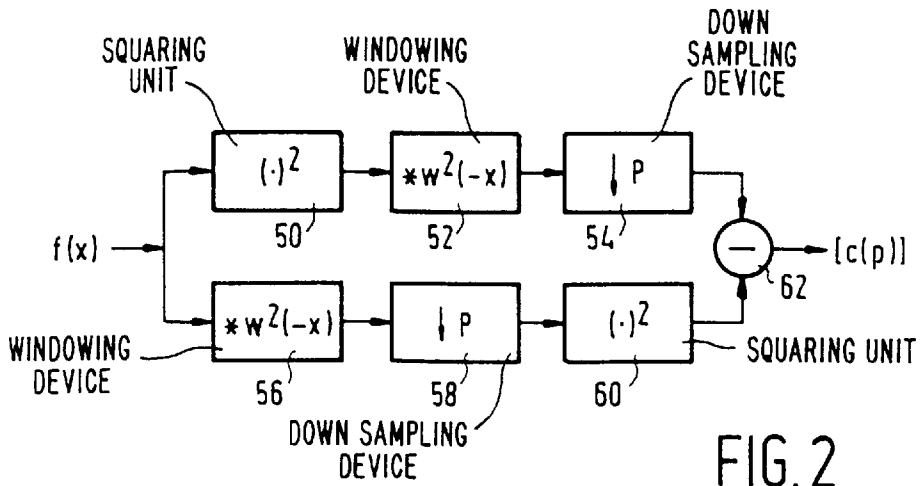 SQUARING
UNIT
WINDOWING
DEVICE
DOWN
SAMPLING
DEVICE
(·)²
*w²(-x)
↓ P
50
52
54
f(x)
—
[c(p)]
62
*w²(-x)
↓ P
(·)²
WINDOWING
DEVICE
56
58
60
SQUARING UNIT
DOWN SAMPLING
DEVICE
FIG. 2